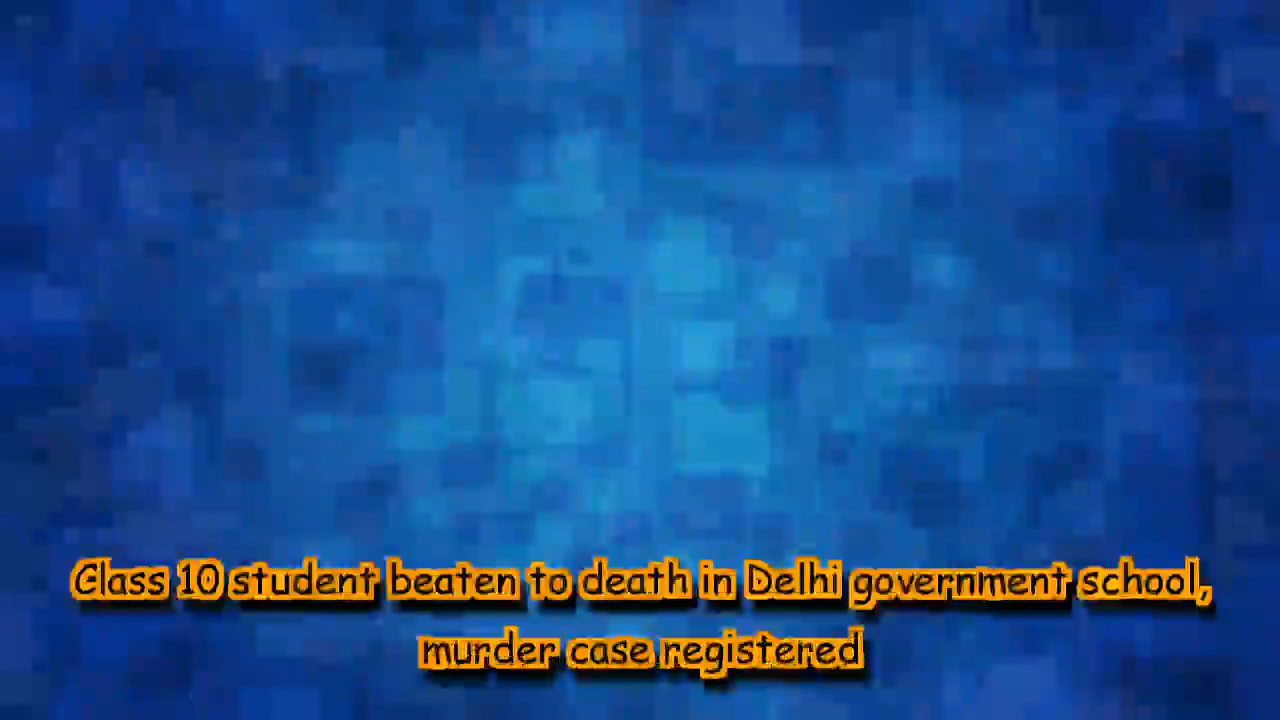 Class 10 student beaten to death in Delhi government school,
murder case registered